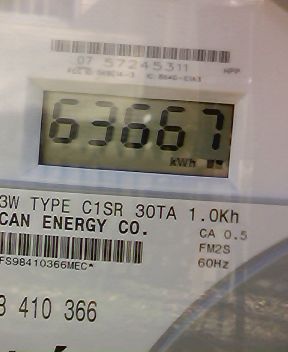 07 57245311
HPP
63667
kWh
3W TYPE C1SR 30TA 1.0Kh
CAN ENERGY CO.
CA 0.5
FM2S
60Hz
FS98410366MEC*
3 410 366